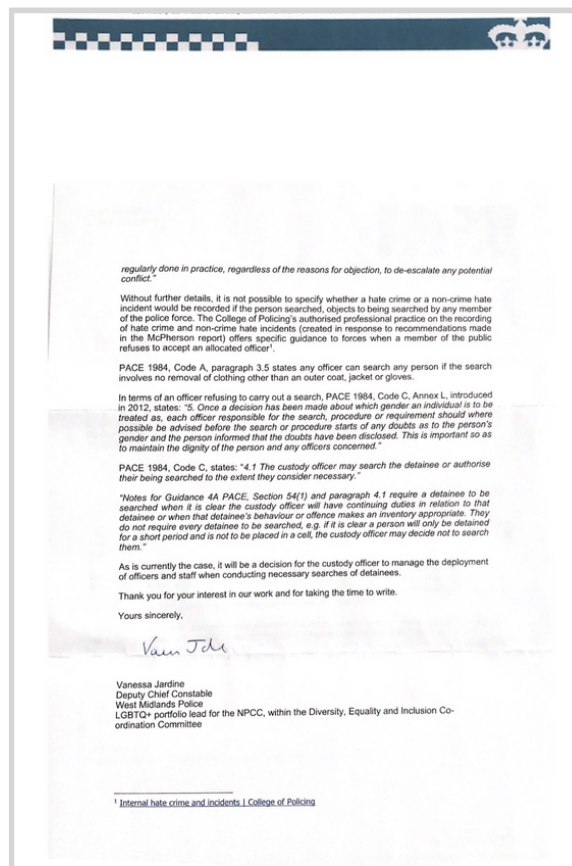 regularly done in practice, regardless of the reasons for objection, to de-escalate any potential
conflict."
Without further details, it is not possible to specify whether a hate crime or a non-crime hate
incident would be recorded if the person searched, objects to being searched by any member
of the police force. The College of Policing's authorised professional practice on the recording
of hate crime and non-crime hate incidents (created in response to recommendations made
in the McPherson report) offers specific guidance to forces when a member of the public
refuses to accept an allocated officer¹.
PACE 1984, Code A, paragraph 3.5 states any officer can search any person if the search
involves no removal of clothing other than an outer coat, jacket or gloves.
In terms of an officer refusing to carry out a search, PACE 1984, Code C, Annex L, introduced
in 2012, states: "5. Once a decision has been made about which gender an individual is to be
treated as, each officer responsible for the search, procedure or requirement should where
possible be advised before the search or procedure starts of any doubts as to the person's
gender and the person informed that the doubts have been disclosed. This is important so as
to maintain the dignity of the person and any officers concerned."
PACE 1984, Code C, states: "4.1 The custody officer may search the detainee or authorise
their being searched to the extent they consider necessary."
"Notes for Guidance 4A PACE, Section 54(1) and paragraph 4.1 require a detainee to be
searched when it is clear the custody officer will have continuing duties in relation to that
detainee or when that detainee's behaviour or offence makes an inventory appropriate. They
do not require every detainee to be searched, e.g. if it is clear a person will only be detained
for a short period and is not to be placed in a cell, the custody officer may decide not to search
them."
As is currently the case, it will be a decision for the custody officer to manage the deployment
of officers and staff when conducting necessary searches of detainees.
Thank you for your interest in our work and for taking the time to write.
Yours sincerely,
Vanessa Jardine
Deputy Chief Constable
West Midlands Police
LGBTQ+ portfolio lead for the NPCC, within the Diversity, Equality and Inclusion Co-
ordination Committee
¹ Internal hate crime and incidents | College of Policing